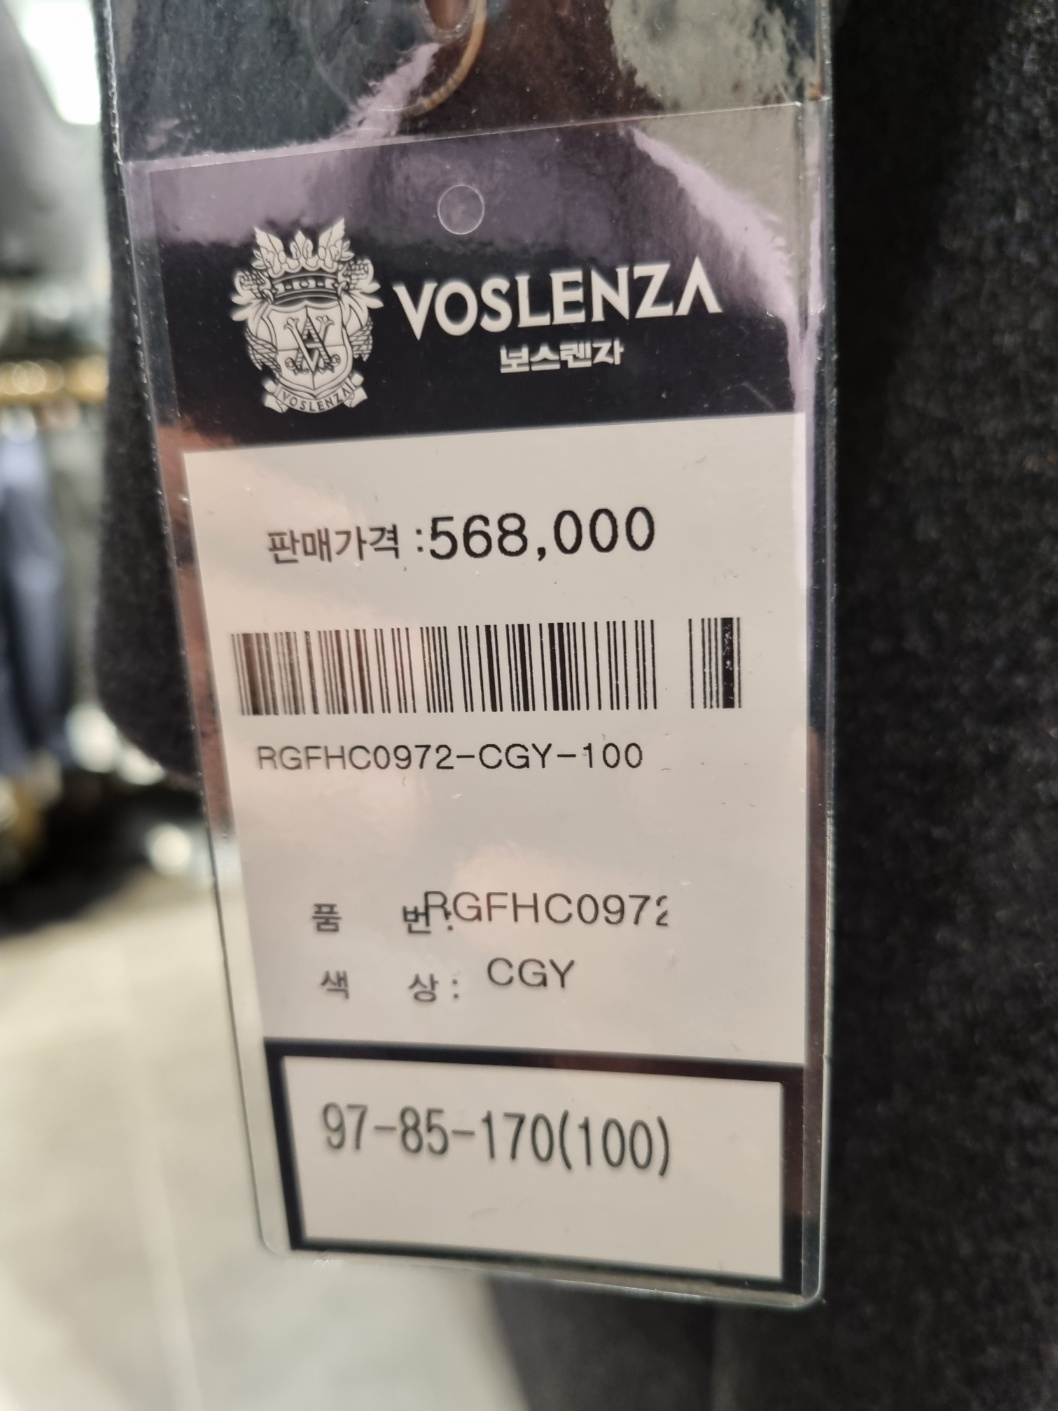 VOSLENZA
VOSLENZA
보스렌자
판매가격 :568,000
RGFHC0972-CGY-100
품 번:RGFHC0972
색 상: CGY
97-85-170(100)